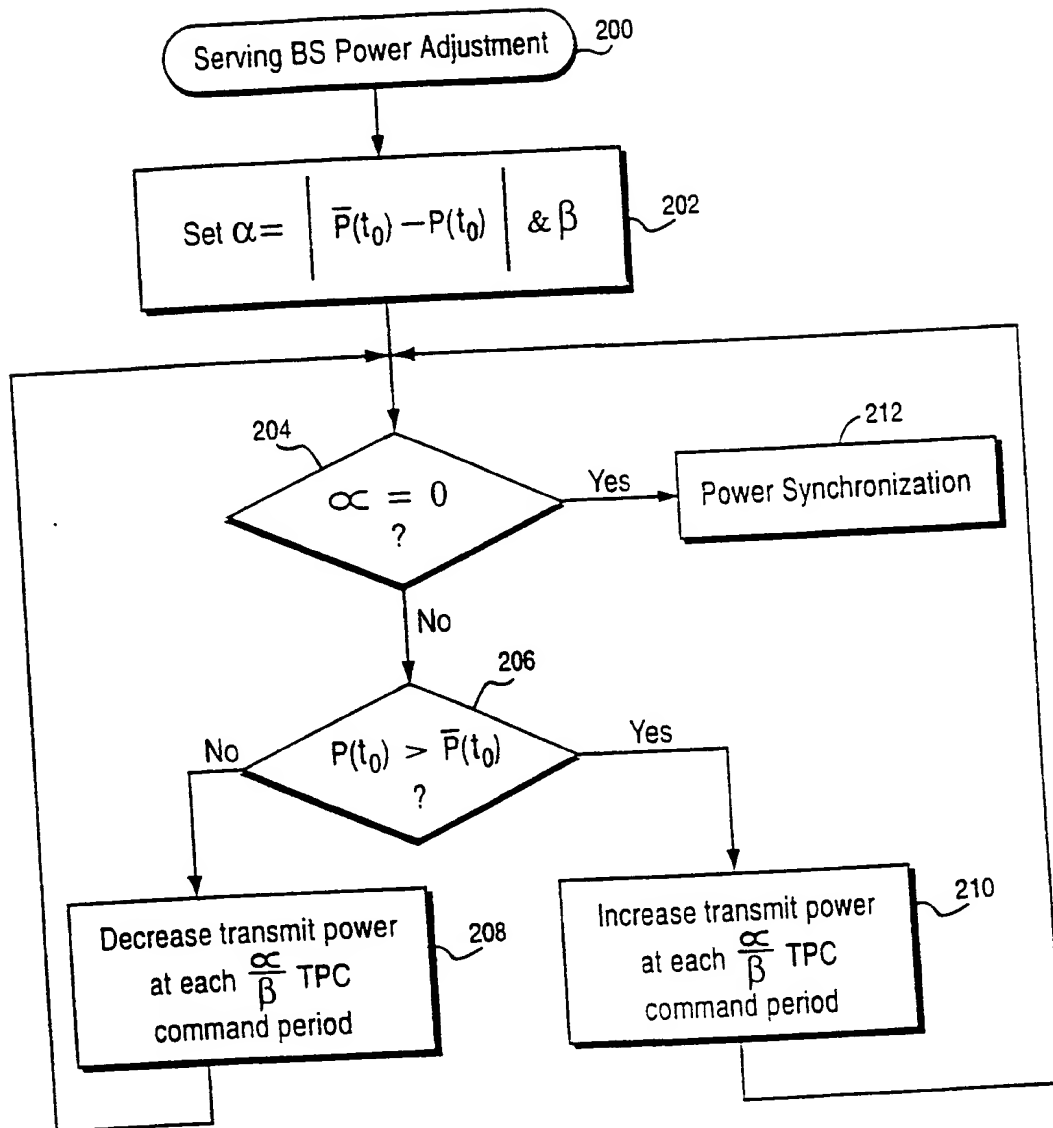 Serving BS Power Adjustment
200
Set α= | P̅(t₀) – P(t₀) | & β
202
204
∝ = 0
?
Yes
212
Power Synchronization
No
206
P(t₀) > P̅(t₀)
?
No
Yes
Decrease transmit power
at each ∝/β TPC
command period
208
Increase transmit power
at each ∝/β TPC
command period
210